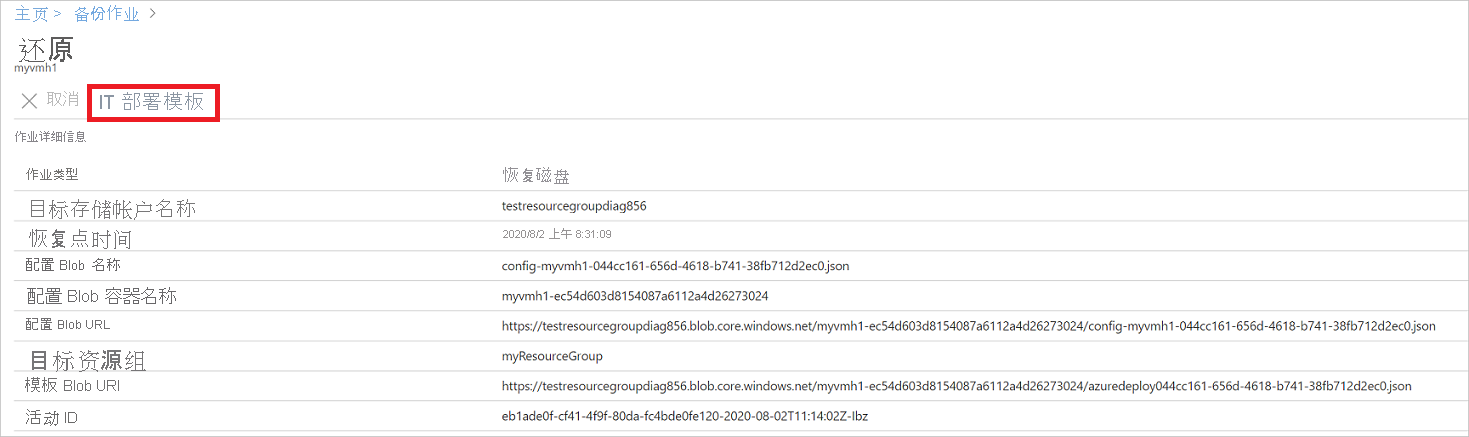 主页 > 备份作业 >
还原
myvmh1
取消 IT 部署模板
作业详细信息
作业类型 恢复磁盘
目标存储帐户名称 testresourcegroupdiag856
恢复点时间 2020/8/2 上午 8:31:09
配置 Blob 名称 config-myvmh1-044cc161-656d-4618-b741-38fb712d2ec0.json
配置 Blob 容器名称 myvmh1-ec54d603d8154087a6112a4d26273024
配置 Blob URL https://testresourcegroupdiag856.blob.core.windows.net/myvmh1-ec54d603d8154087a6112a4d26273024/config-myvmh1-044cc161-656d-4618-b741-38fb712d2ec0.json
目标资源组 myResourceGroup
模板 Blob URI https://testresourcegroupdiag856.blob.core.windows.net/myvmh1-ec54d603d8154087a6112a4d26273024/azuredeploy044cc161-656d-4618-b741-38fb712d2ec0.json
活动 ID eb1ade0f-cf41-4f9f-80da-fc4bde0fe120-2020-08-02T11:14:02Z-Ibz